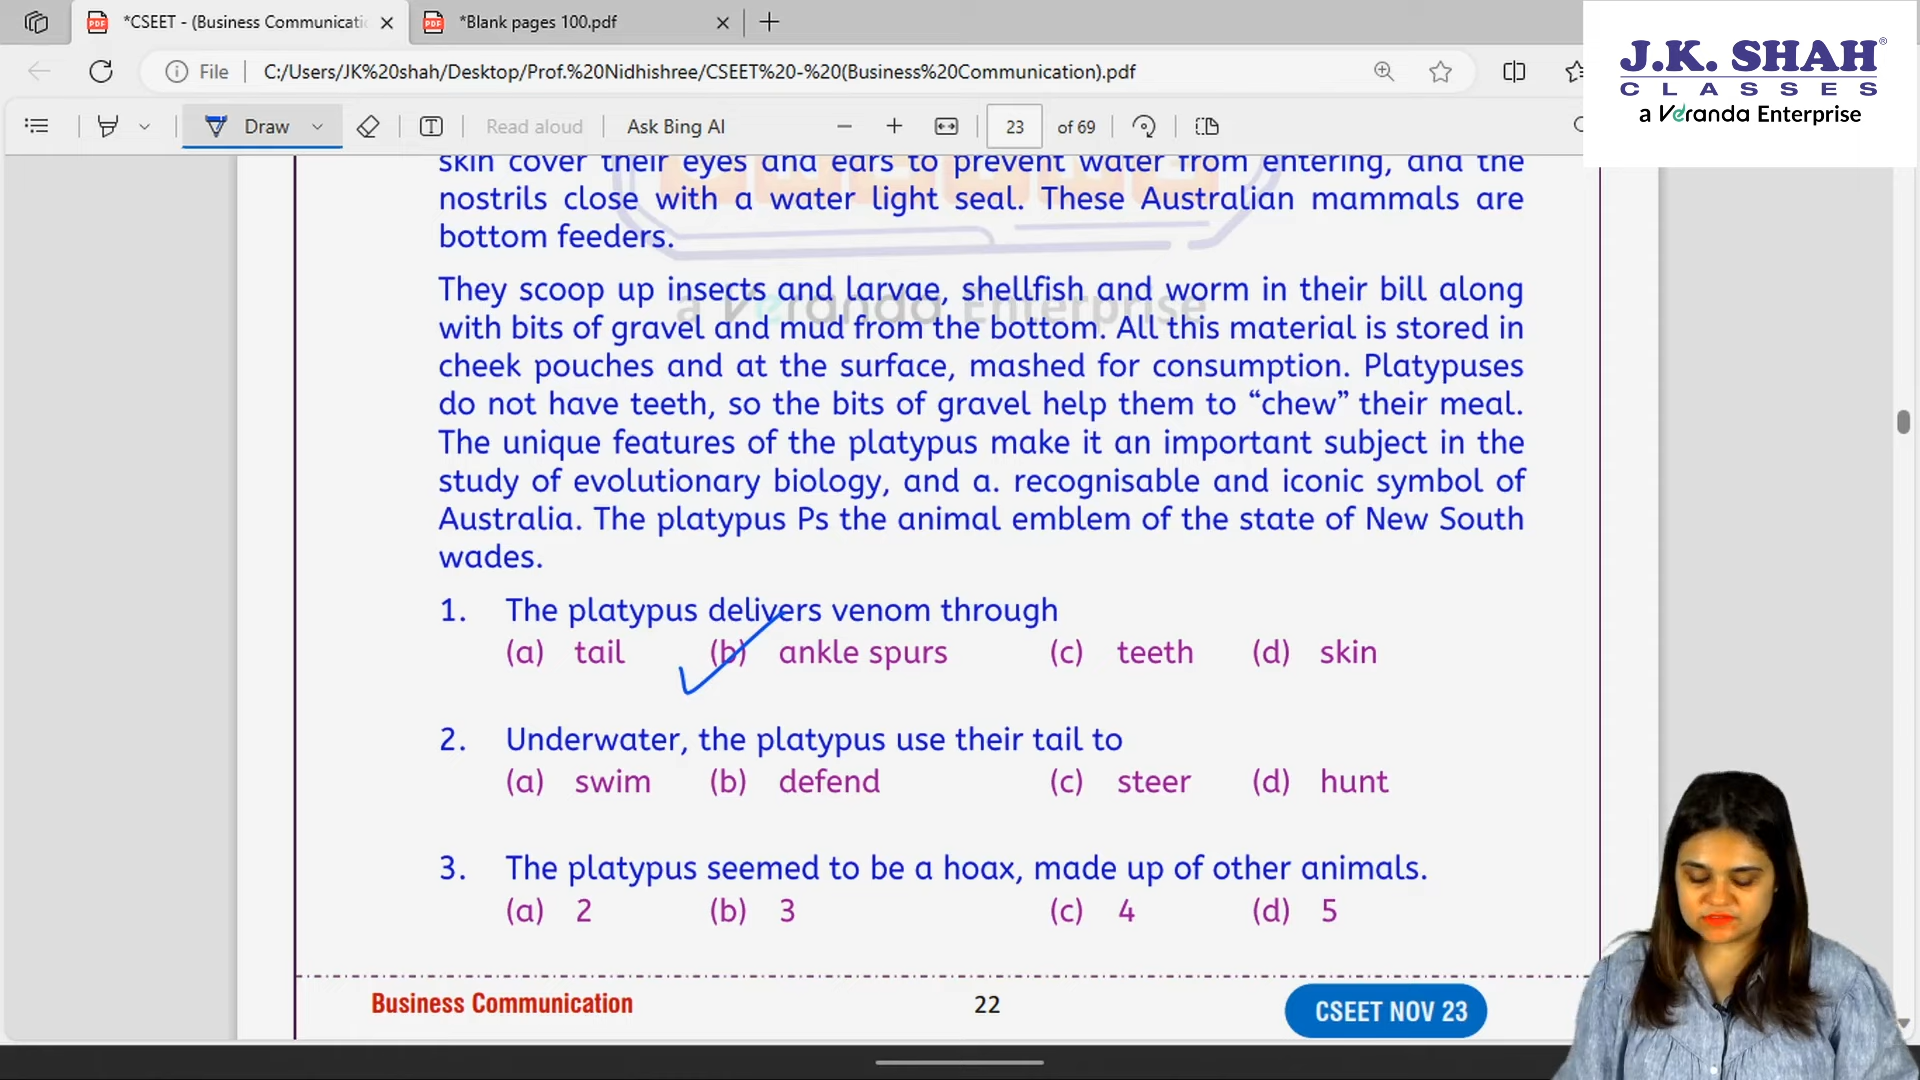 *CSEET - (Business Communicati
*Blank pages 100.pdf
File
C:/Users/JK%20shah/Desktop/Prof.%20Nidhishree/CSEET%20-%20(Business%20Communication).pdf
J.K. SHAH®
CLASSES
a Veranda Enterprise
Draw
Read aloud
Ask Bing AI
23 of 69
skin cover their eyes and ears to prevent water from entering, and the
nostrils close with a water light seal. These Australian mammals are
bottom feeders.
They scoop up insects and larvae, shellfish and worm in their bill along
a Veranda Enterprise
with bits of gravel and mud from the bottom. All this material is stored in
cheek pouches and at the surface, mashed for consumption. Platypuses
do not have teeth, so the bits of gravel help them to “chew” their meal.
The unique features of the platypus make it an important subject in the
study of evolutionary biology, and a. recognisable and iconic symbol of
Australia. The platypus Ps the animal emblem of the state of New South
wades.
1. The platypus delivers venom through
(a) tail (b) ankle spurs (c) teeth (d) skin
2. Underwater, the platypus use their tail to
(a) swim (b) defend (c) steer (d) hunt
3. The platypus seemed to be a hoax, made up of other animals.
(a) 2 (b) 3 (c) 4 (d) 5
Business Communication 22 CSEET NOV 23